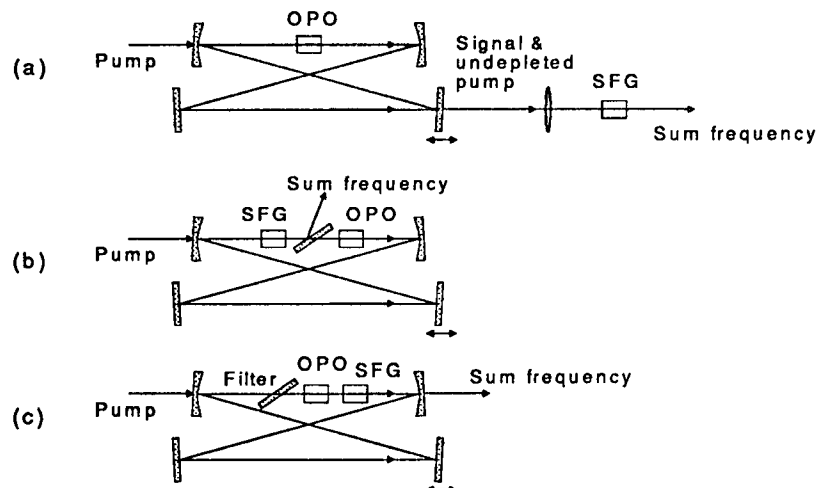 OPO
Signal &
undepleted
pump
SFG
Pump
(a)
Sum frequency
Sum frequency
SFG
OPO
Pump
(b)
Filter
OPO
SFG
Sum frequency
Pump
(c)